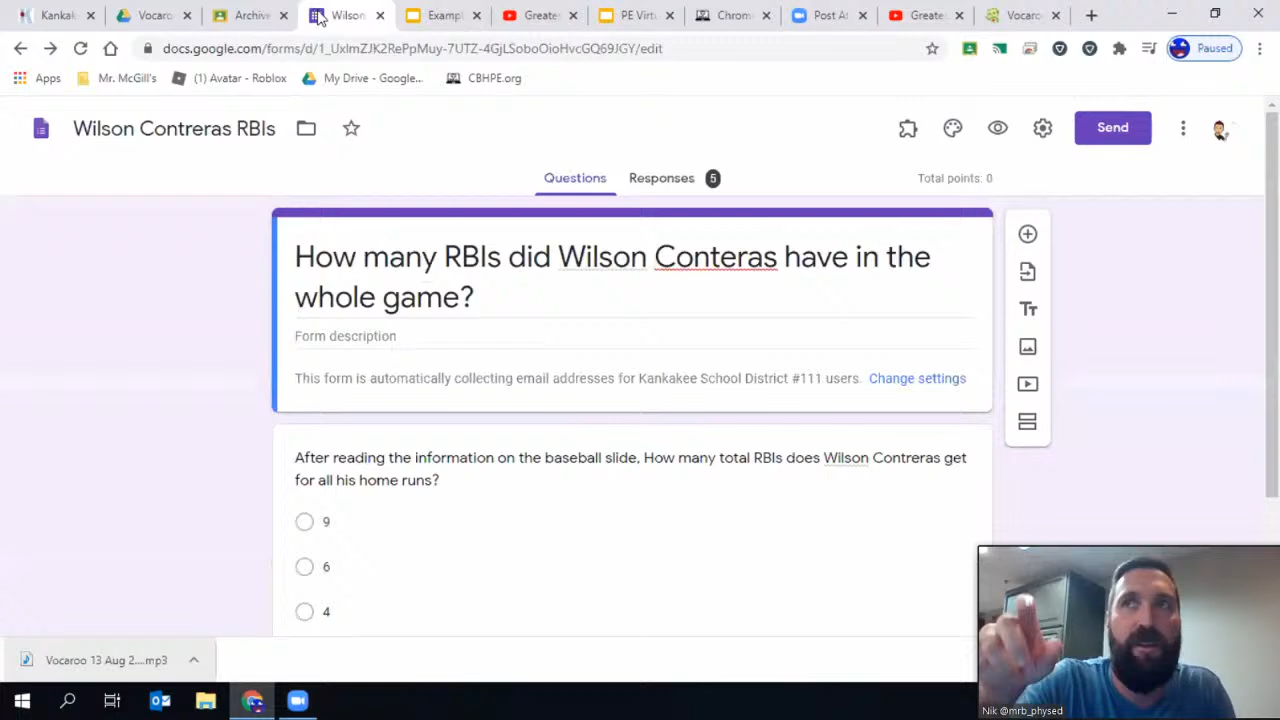 Kankak
Vocaro
Archive
Wilson
Exampl
Greate
PE Virtu
Chrom
Post At
Greate
Vocaro
docs.google.com/forms/d/1_UxImZJK2RePpMuy-7UTZ-4GjLSoboOioHvcGQ69JGY/edit
Paused
Apps
Mr. McGill's
(1) Avatar - Roblox
My Drive - Google...
CBHPE.org
Wilson Contreras RBIs
Send
Questions
Responses 5
Total points: 0
How many RBIs did Wilson Conteras have in the
whole game?
Form description
This form is automatically collecting email addresses for Kankakee School District #111 users. Change settings
After reading the information on the baseball slide, How many total RBIs does Wilson Contreras get
for all his home runs?
9
6
4
Vocaroo 13 Aug 2....mp3
Nik @mrb_physed